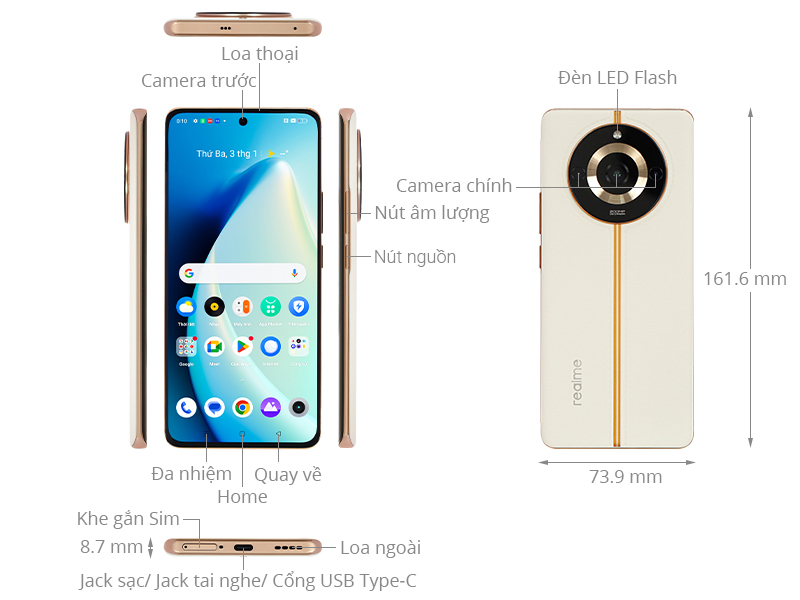 Loa thoại
Camera trước
Đèn LED Flash
Thứ Ba, 3 thg 1
Camera chính
Nút âm lượng
Nút nguồn
161.6 mm
Google
realme
Đa nhiệm
Quay về
Home
73.9 mm
Khe gắn Sim
8.7 mm
Loa ngoài
Jack sạc/ Jack tai nghe/ Cổng USB Type-C